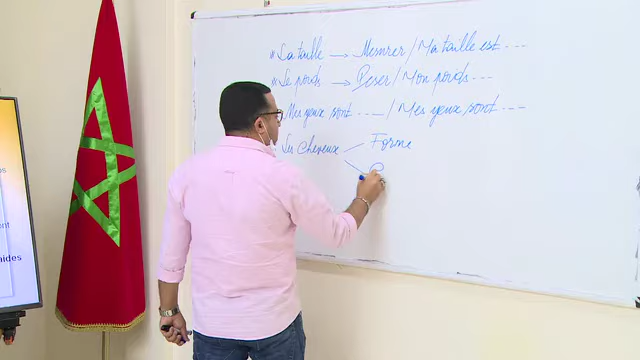 La taille → Mesurer / Ma taille est ...
Le poids → Peser / Mon poids ...
Mes yeux sont .... / Mes yeux sont ...
Les cheveux Forme
C
aides